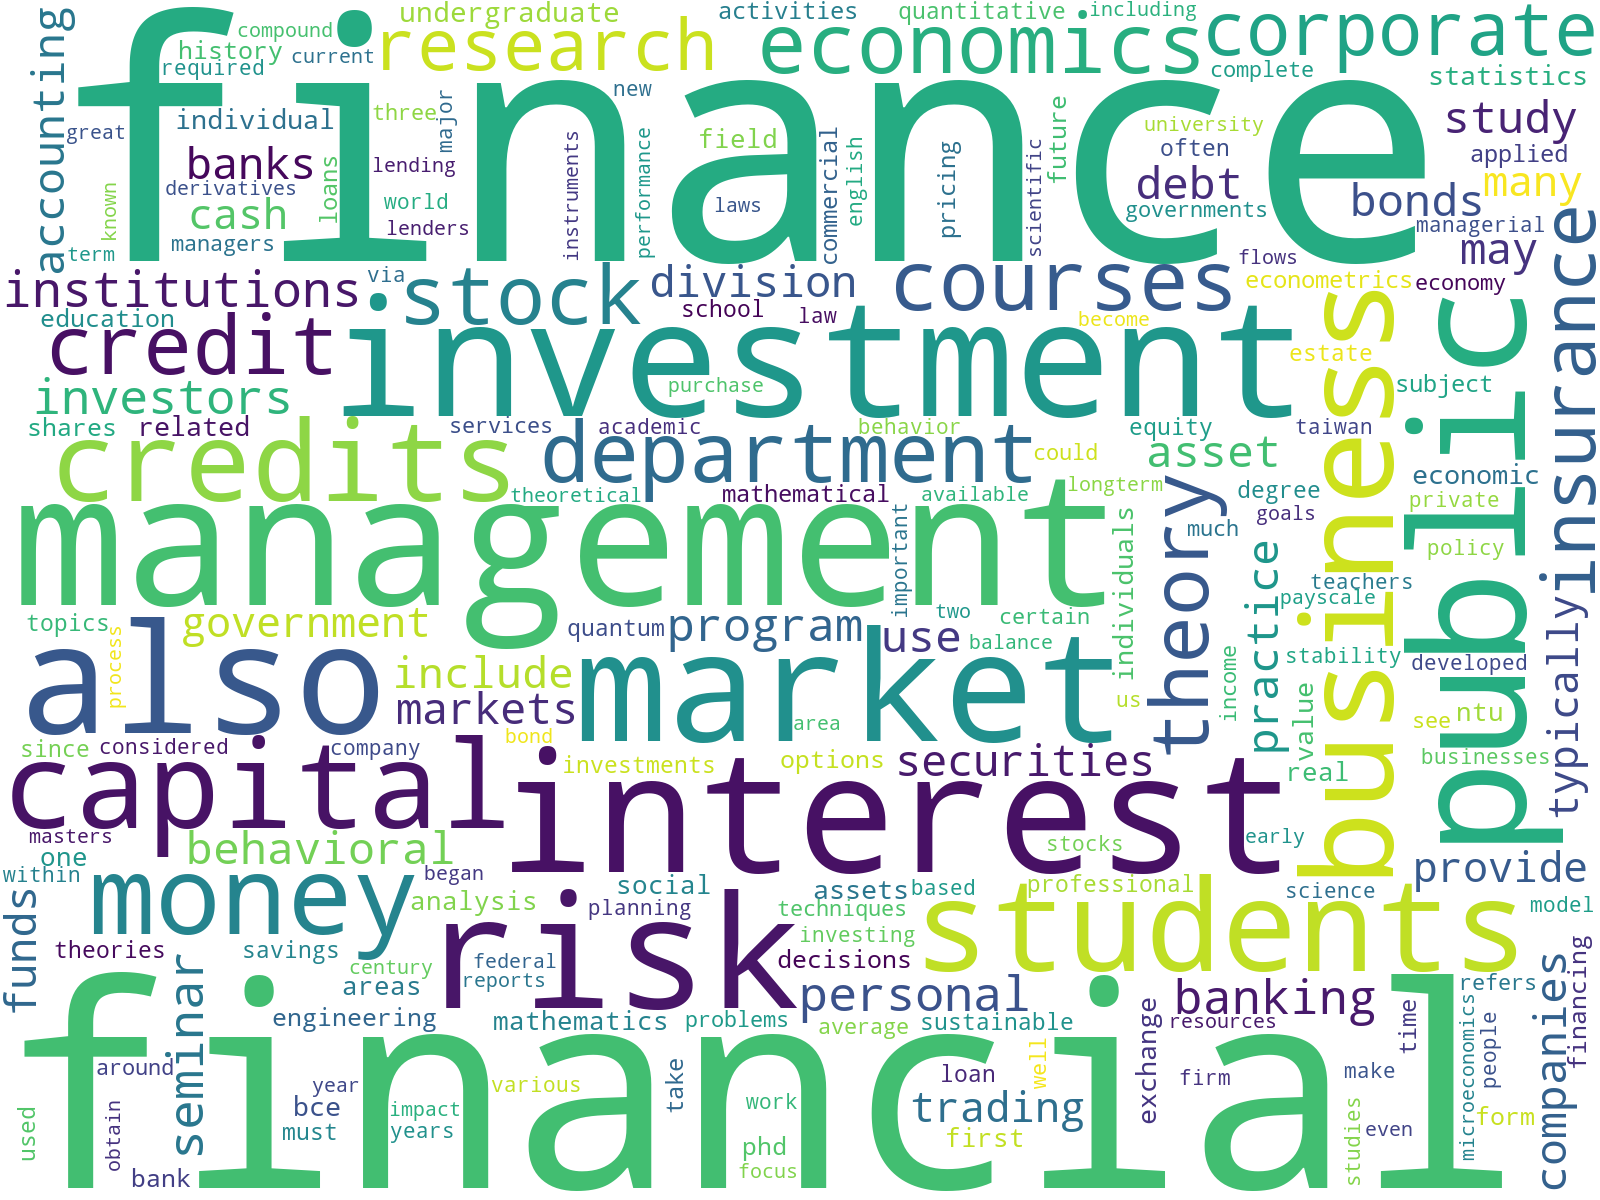 undergraduate activities quantitative including
compound
history current research economics corporate
required finance complete statistics
accounting three new
great individual major field university future study
banks lending instruments performance commercial english pricing scientific often applied
derivatives loans debt many
known cash world laws governments bonds
managers lenders managerial
term may
institutions via stock division courses flows econometrics economy
education school law become
credit investment estate insurance
investors purchase subject
shares related services academic behavior equity taiwan
credits department could asset economic
theoretical mathematical available longterm degree private
management important individuals theory much goals business public
practice policy
teachers
topics government quantum program use two certain payscale
process balance stability
also include market income developed typically
markets area us value see ntu
since considered company bond businesses
capital investments options securities real
interest
masters behavioral stocks early
one
within began provide
money analysis social assets based professional science
funds planning techniques students model
theories savings risk investing
century federal decisions
areas reports personal banking refers
seminar engineering mathematics problems average sustainable exchange resources time microeconomics people companies financing
financial
around year various take loan well firm make
used obtain bce impact work trading form
must years first studies even
phd
bank focus